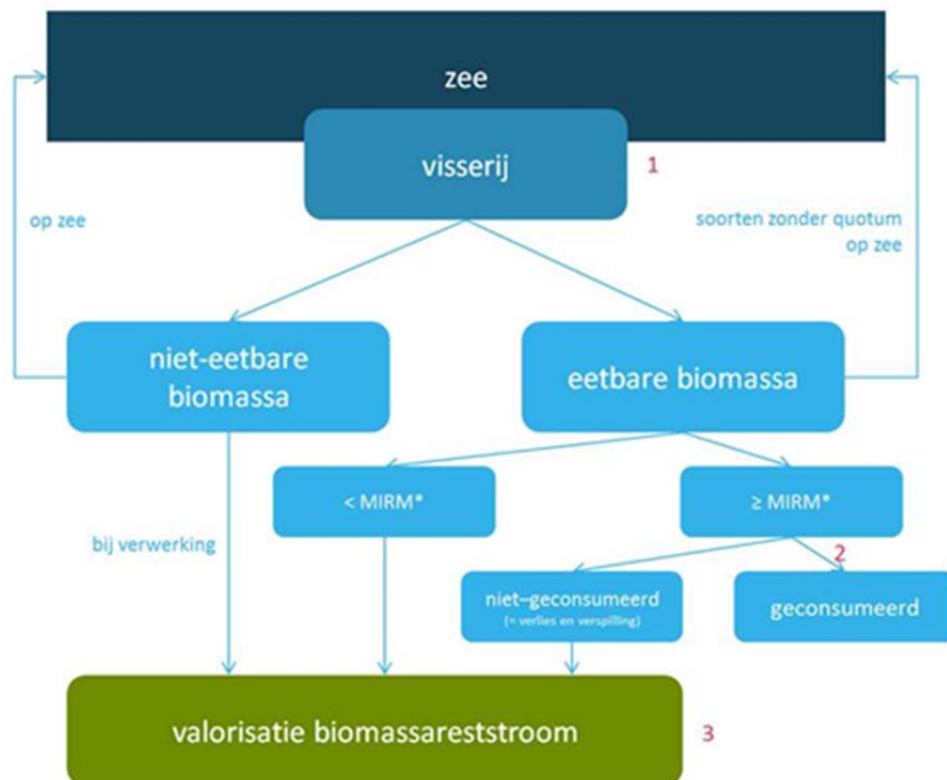 zee
visserij
1
op zee
soorten zonder quotum
op zee
niet-eetbare
biomassa
eetbare biomassa
< MIRM*
≥ MIRM*
bij verwerking
2
niet–geconsumeerd
(= verlies en verspilling)
geconsumeerd
valorisatie biomassareststroom
3